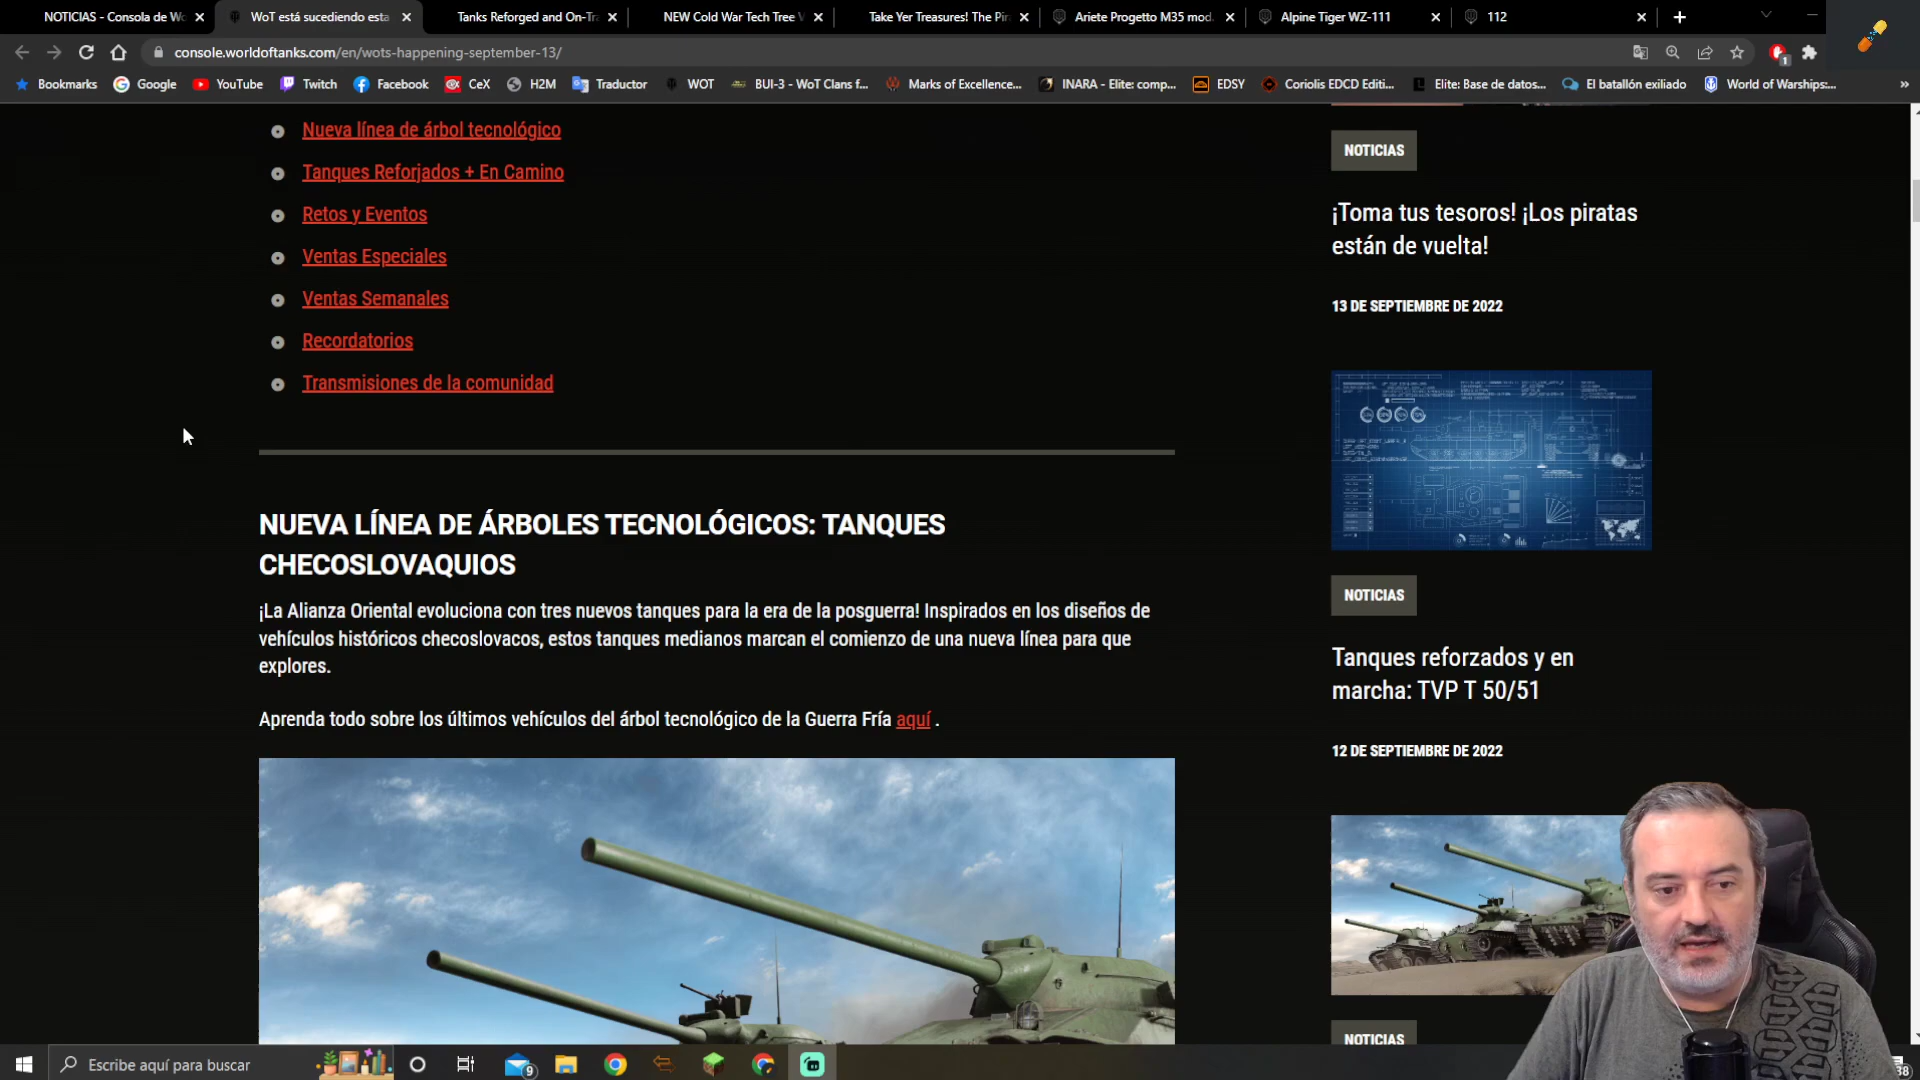 NOTICIAS - Consola de Wo
WoT está sucediendo esta
Tanks Reforged and On-Tra
NEW Cold War Tech Tree V
Take Yer Treasures! The Pir
Ariete Progetto M35 mod.
Alpine Tiger WZ-111
112
console.worldoftanks.com/en/wots-happening-september-13/
1
Bookmarks
Google
YouTube
Twitch
Facebook
CeX
H2M
Traductor
WOT
BUI-3 - WoT Clans f...
Marks of Excellence...
INARA - Elite: comp...
EDSY
Coriolis EDCD Editi...
Elite: Base de datos...
El batallón exiliado
World of Warships:...
»
Nueva línea de árbol tecnológico
Tanques Reforjados + En Camino
Retos y Eventos
Ventas Especiales
Ventas Semanales
Recordatorios
Transmisiones de la comunidad
NUEVA LÍNEA DE ÁRBOLES TECNOLÓGICOS: TANQUES
CHECOSLOVAQUIOS
¡La Alianza Oriental evoluciona con tres nuevos tanques para la era de la posguerra! Inspirados en los diseños de
vehículos históricos checoslovacos, estos tanques medianos marcan el comienzo de una nueva línea para que
explores.
Aprenda todo sobre los últimos vehículos del árbol tecnológico de la Guerra Fría aquí .
NOTICIAS
¡Toma tus tesoros! ¡Los piratas
están de vuelta!
13 DE SEPTIEMBRE DE 2022
NOTICIAS
Tanques reforzados y en
marcha: TVP T 50/51
12 DE SEPTIEMBRE DE 2022
NOTICIAS
Escribe aquí para buscar
9
38